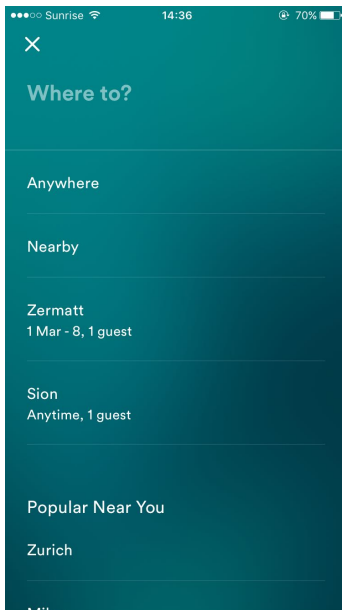 Sunrise 14:36 70%
Where to?
Anywhere
Nearby
Zermatt
1 Mar - 8, 1 guest
Sion
Anytime, 1 guest
Popular Near You
Zurich